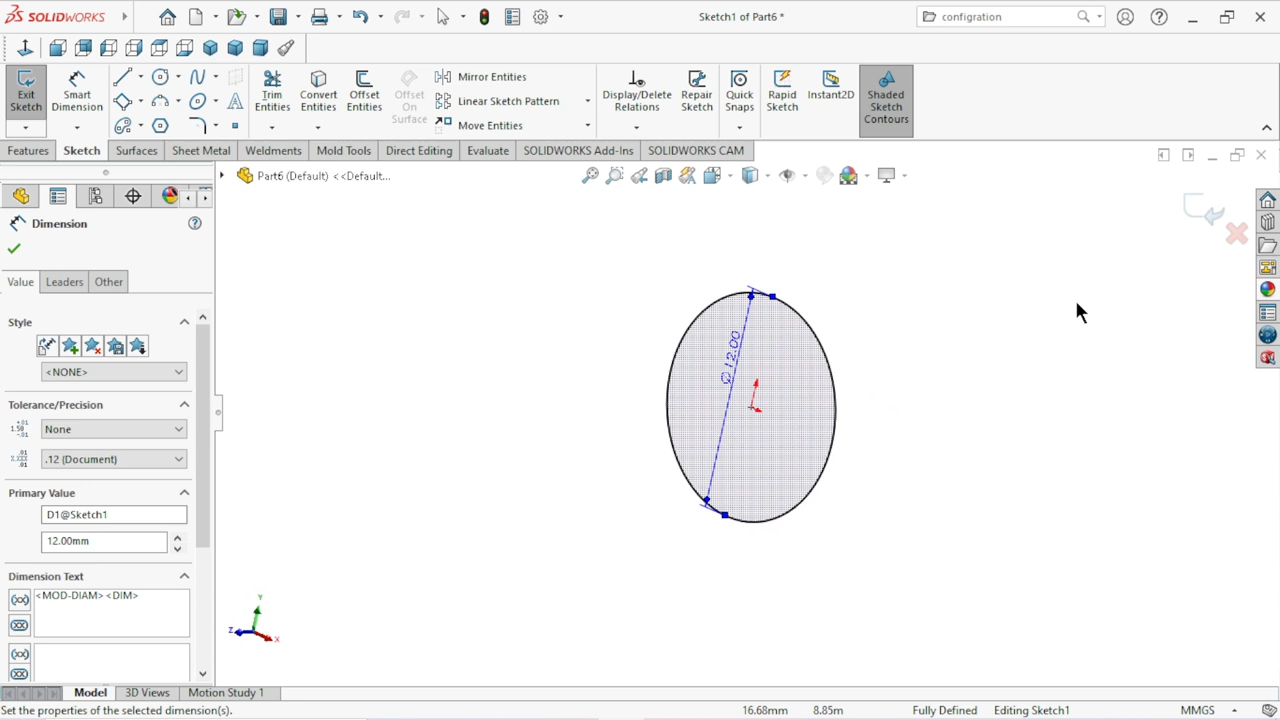 SOLIDWORKS
Sketch1 of Part6 *
configration
Exit Sketch
Smart Dimension
Trim Entities
Convert Entities
Offset Entities
Offset On Surface
Mirror Entities
Linear Sketch Pattern
Move Entities
Display/Delete Relations
Repair Sketch
Quick Snaps
Rapid Sketch
Instant2D
Shaded Sketch Contours
Features Sketch Surfaces Sheet Metal Weldments Mold Tools Direct Editing Evaluate SOLIDWORKS Add-Ins SOLIDWORKS CAM
Part6 (Default) <<Default...
Dimension
Value Leaders Other
Style
<NONE>
Tolerance/Precision
None
.12 (Document)
Primary Value
D1@Sketch1
12.00mm
Dimension Text
<MOD-DIAM><DIM>
∅12.00
Y
Z
X
Model 3D Views Motion Study 1
Set the properties of the selected dimension(s).
16.68mm 8.85m Fully Defined Editing Sketch1 MMGS